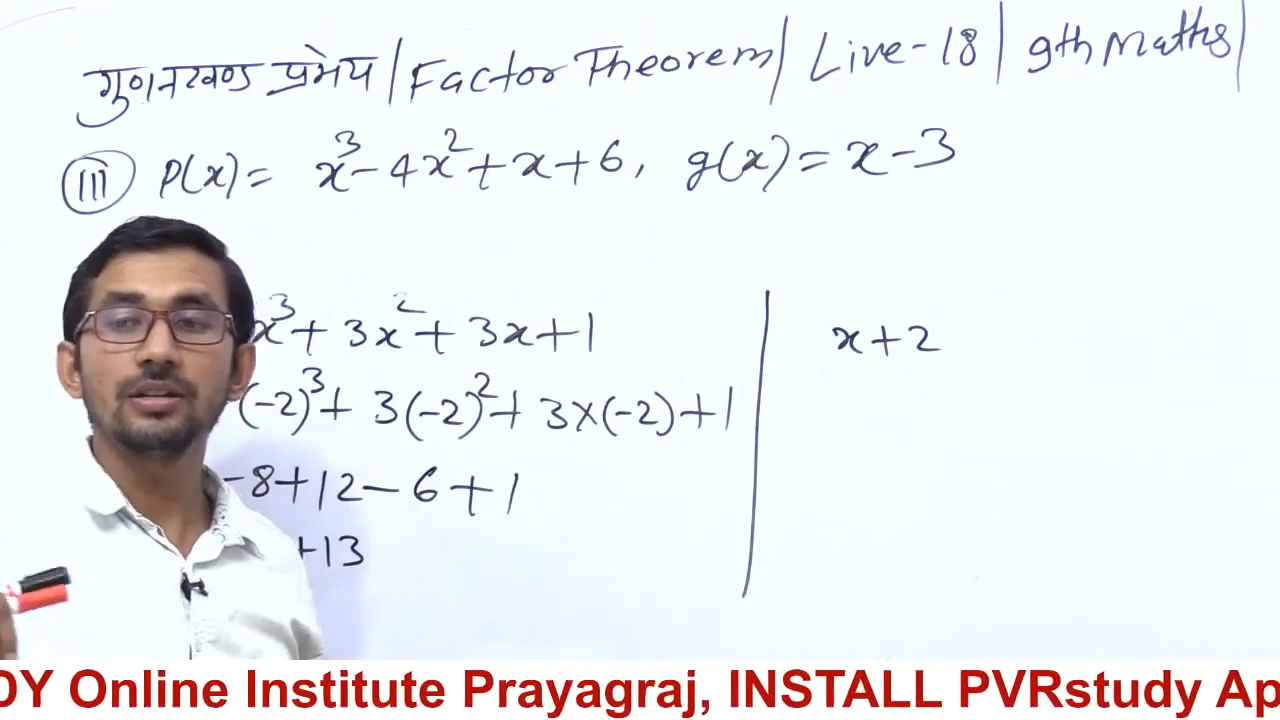 गुणनखण्ड प्रमेय/Factor Theorem/Live-18/9th Maths/
(III) P(x) = x³-4x²+x+6, g(x) = x-3
x³+3x²+3x+1
(-2)³+3(-2)²+3×(-2)+1
-8+12-6+1
+13
x+2
DY Online Institute Prayagraj, INSTALL PVRstudy Ap